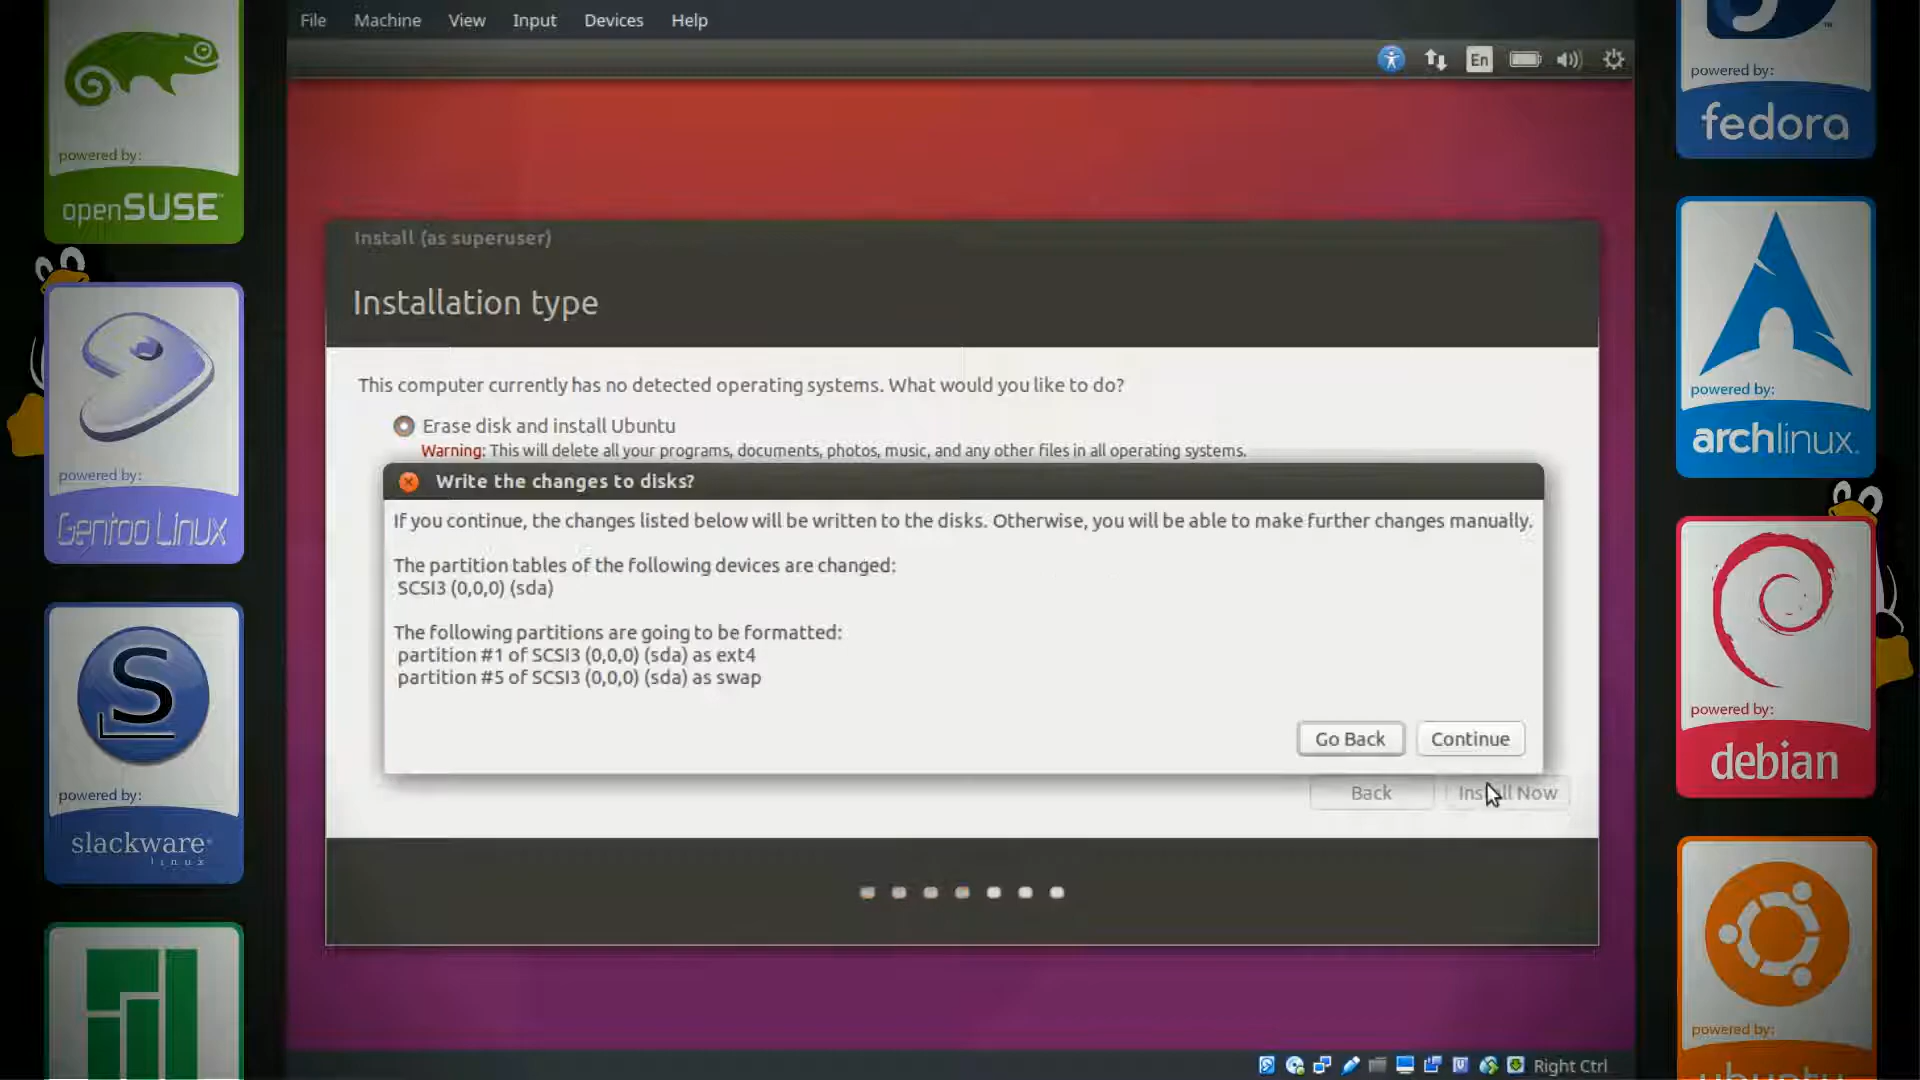 File Machine View Input Devices Help
En
powered by:
openSUSE
powered by:
Gentoo Linux
powered by:
slackware
linux
Install (as superuser)
Installation type
This computer currently has no detected operating systems. What would you like to do?
Erase disk and install Ubuntu
Warning: This will delete all your programs, documents, photos, music, and any other files in all operating systems.
Write the changes to disks?
If you continue, the changes listed below will be written to the disks. Otherwise, you will be able to make further changes manually.
The partition tables of the following devices are changed:
SCSI3 (0,0,0) (sda)
The following partitions are going to be formatted:
partition #1 of SCSI3 (0,0,0) (sda) as ext4
partition #5 of SCSI3 (0,0,0) (sda) as swap
Go Back Continue
Back Install Now
Right Ctrl
powered by:
fedora
powered by:
archlinux
powered by:
debian
powered by:
ubuntu